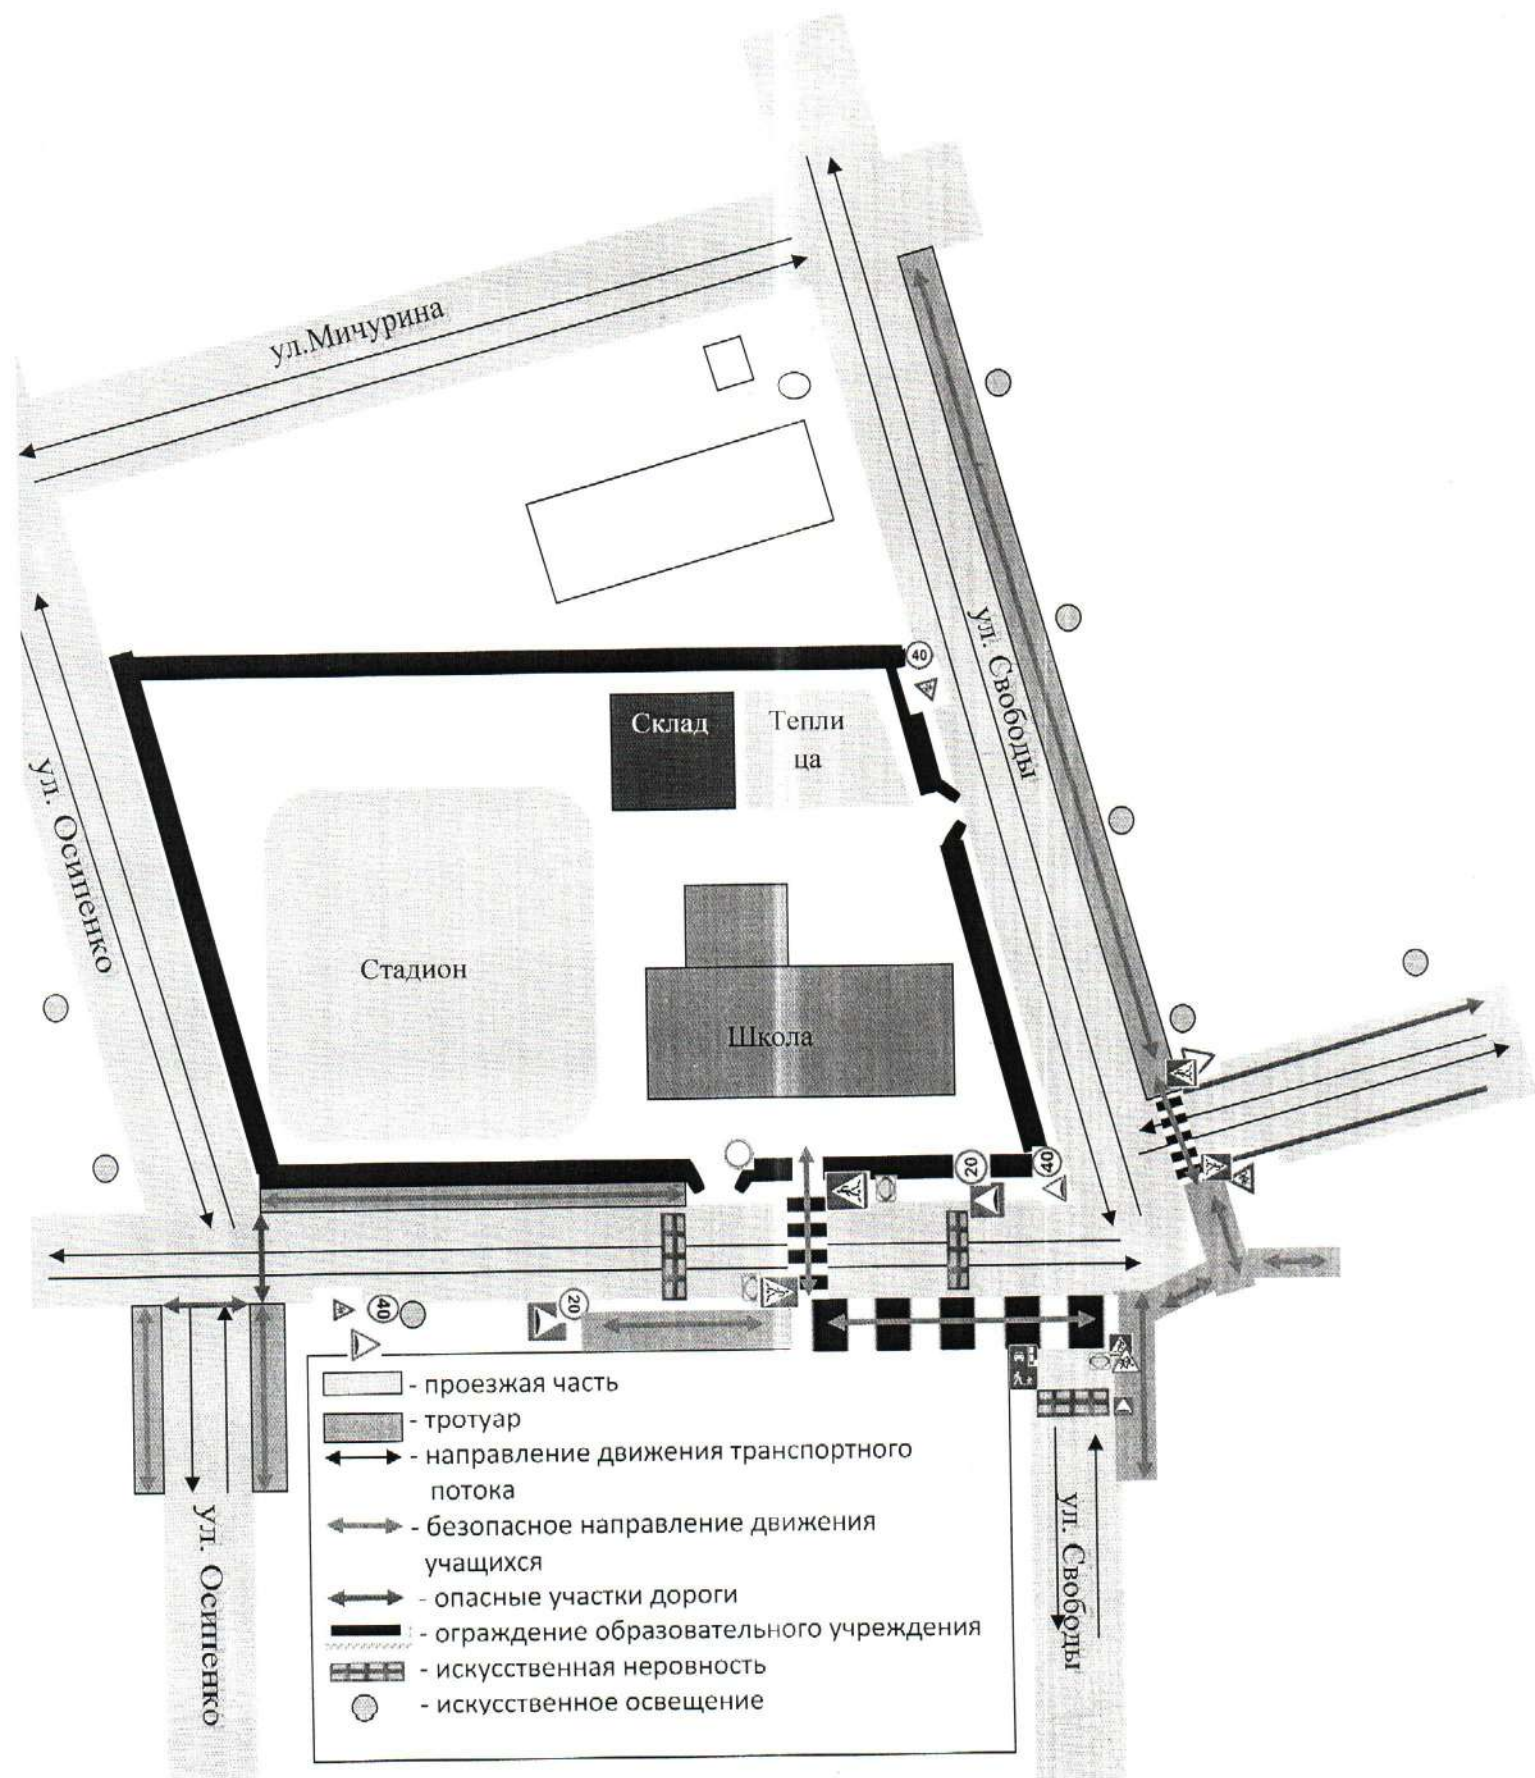 ул.Мичурина
ул. Свободы
40
Склад
Тепли
ца
ул. Осипенко
Стадион
Школа
20
40
40
20
- проезжая часть
- тротуар
- направление движения транспортного
потока
- безопасное направление движения
учащихся
- опасные участки дороги
- ограждение образовательного учреждения
- искусственная неровность
- искусственное освещение
ул. Осипенко
ул. Свободы